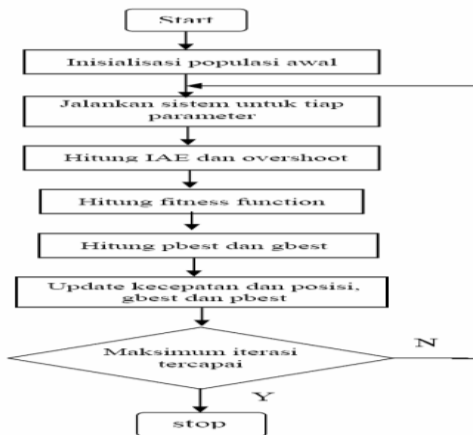 Start
Inisialisasi populasi awal
Jalankan sistem untuk tiap
parameter
Hitung IAE dan overshoot
Hitung fitness function
Hitung pbest dan gbest
Update kecepatan dan posisi,
gbest dan pbest
Maksimum iterasi
tercapai
N
Y
stop